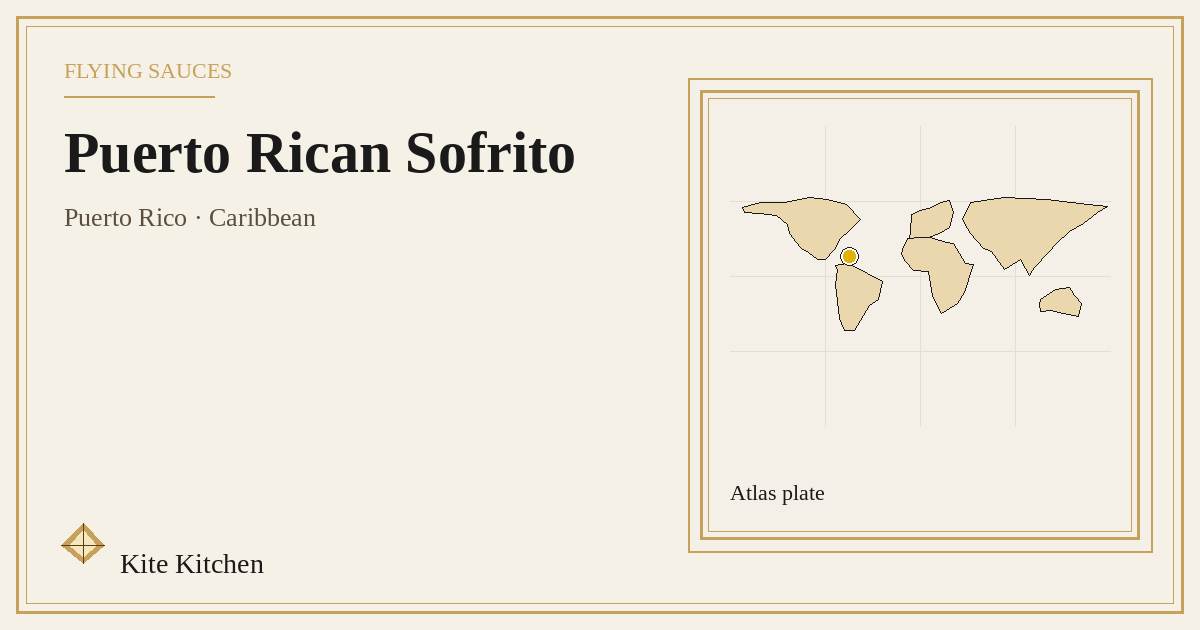 FLYING SAUCES
Puerto Rican Sofrito
Puerto Rico · Caribbean
Atlas plate
Kite Kitchen